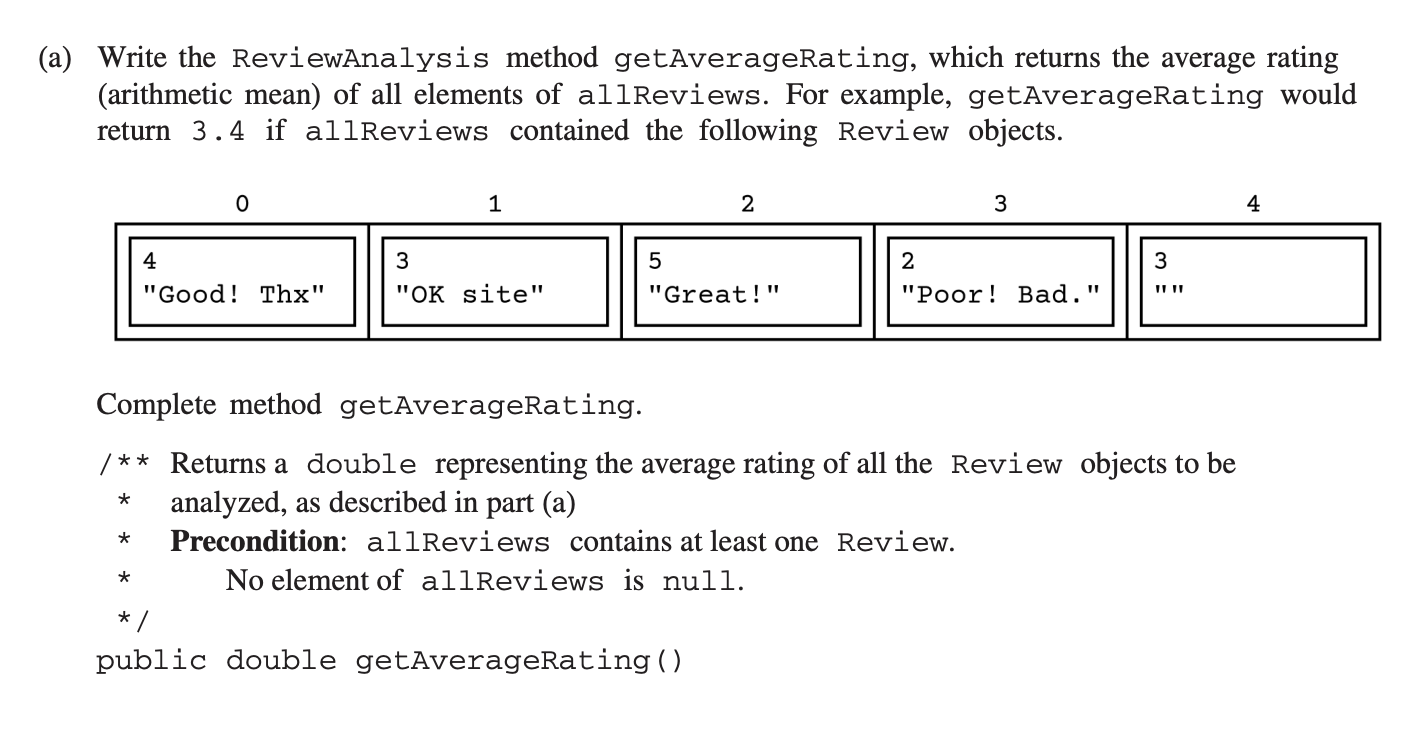 (a) Write the ReviewAnalysis method getAverageRating, which returns the average rating
(arithmetic mean) of all elements of allReviews. For example, getAverageRating would
return 3.4 if allReviews contained the following Review objects.
0 1 2 3 4
4 3 5 2 3
"Good! Thx" "OK site" "Great!" "Poor! Bad." ""
Complete method getAverageRating.
/** Returns a double representing the average rating of all the Review objects to be
* analyzed, as described in part (a)
* Precondition: allReviews contains at least one Review.
* No element of allReviews is null.
*/
public double getAverageRating()